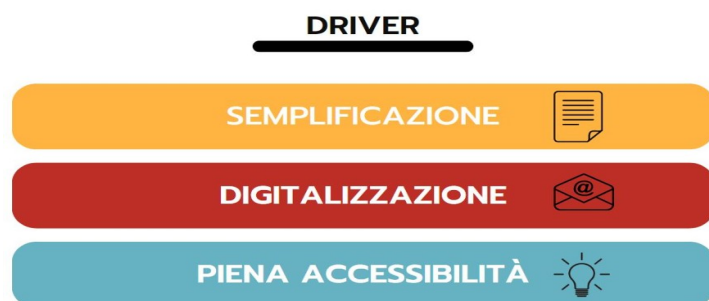 DRIVER
SEMPLIFICAZIONE
DIGITALIZZAZIONE
@
PIENA ACCESSIBILITÀ